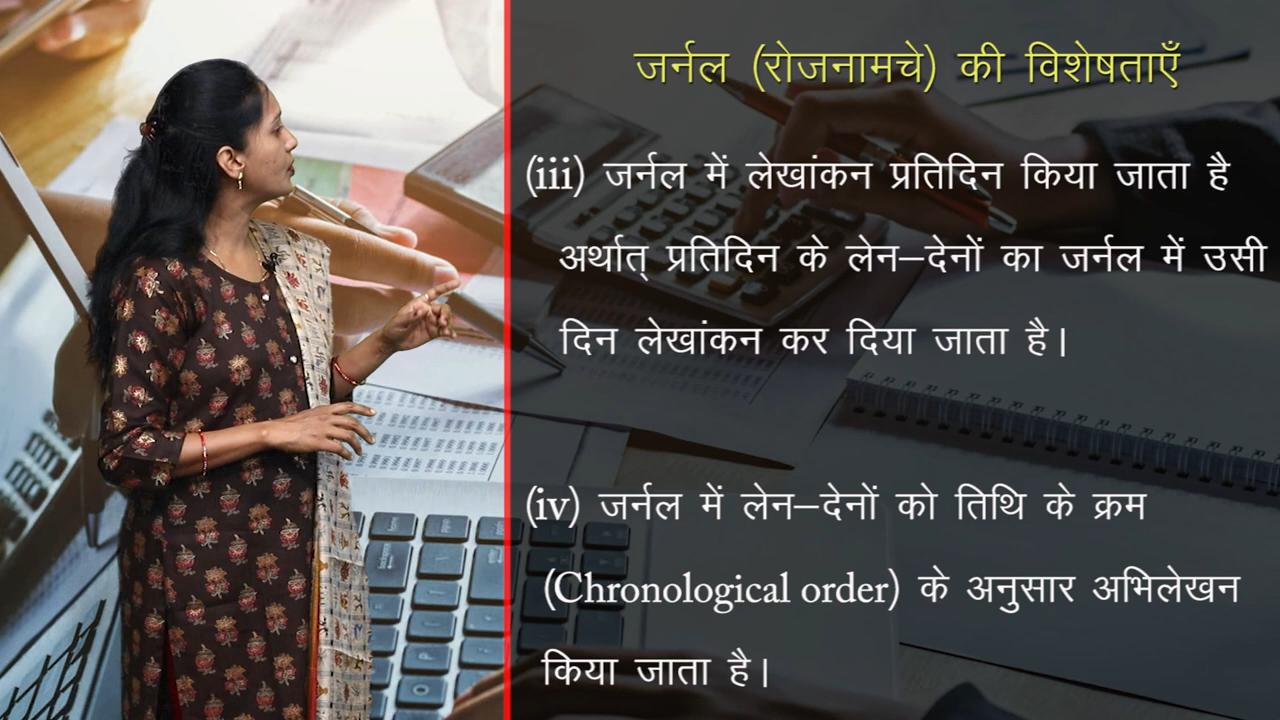 जर्नल (रोजनामचे) की विशेषताएँ
(iii) जर्नल में लेखांकन प्रतिदिन किया जाता है
अर्थात् प्रतिदिन के लेन–देनों का जर्नल में उसी
दिन लेखांकन कर दिया जाता है।
(iv) जर्नल में लेन–देनों को तिथि के क्रम
(Chronological order) के अनुसार अभिलेखन
किया जाता है।